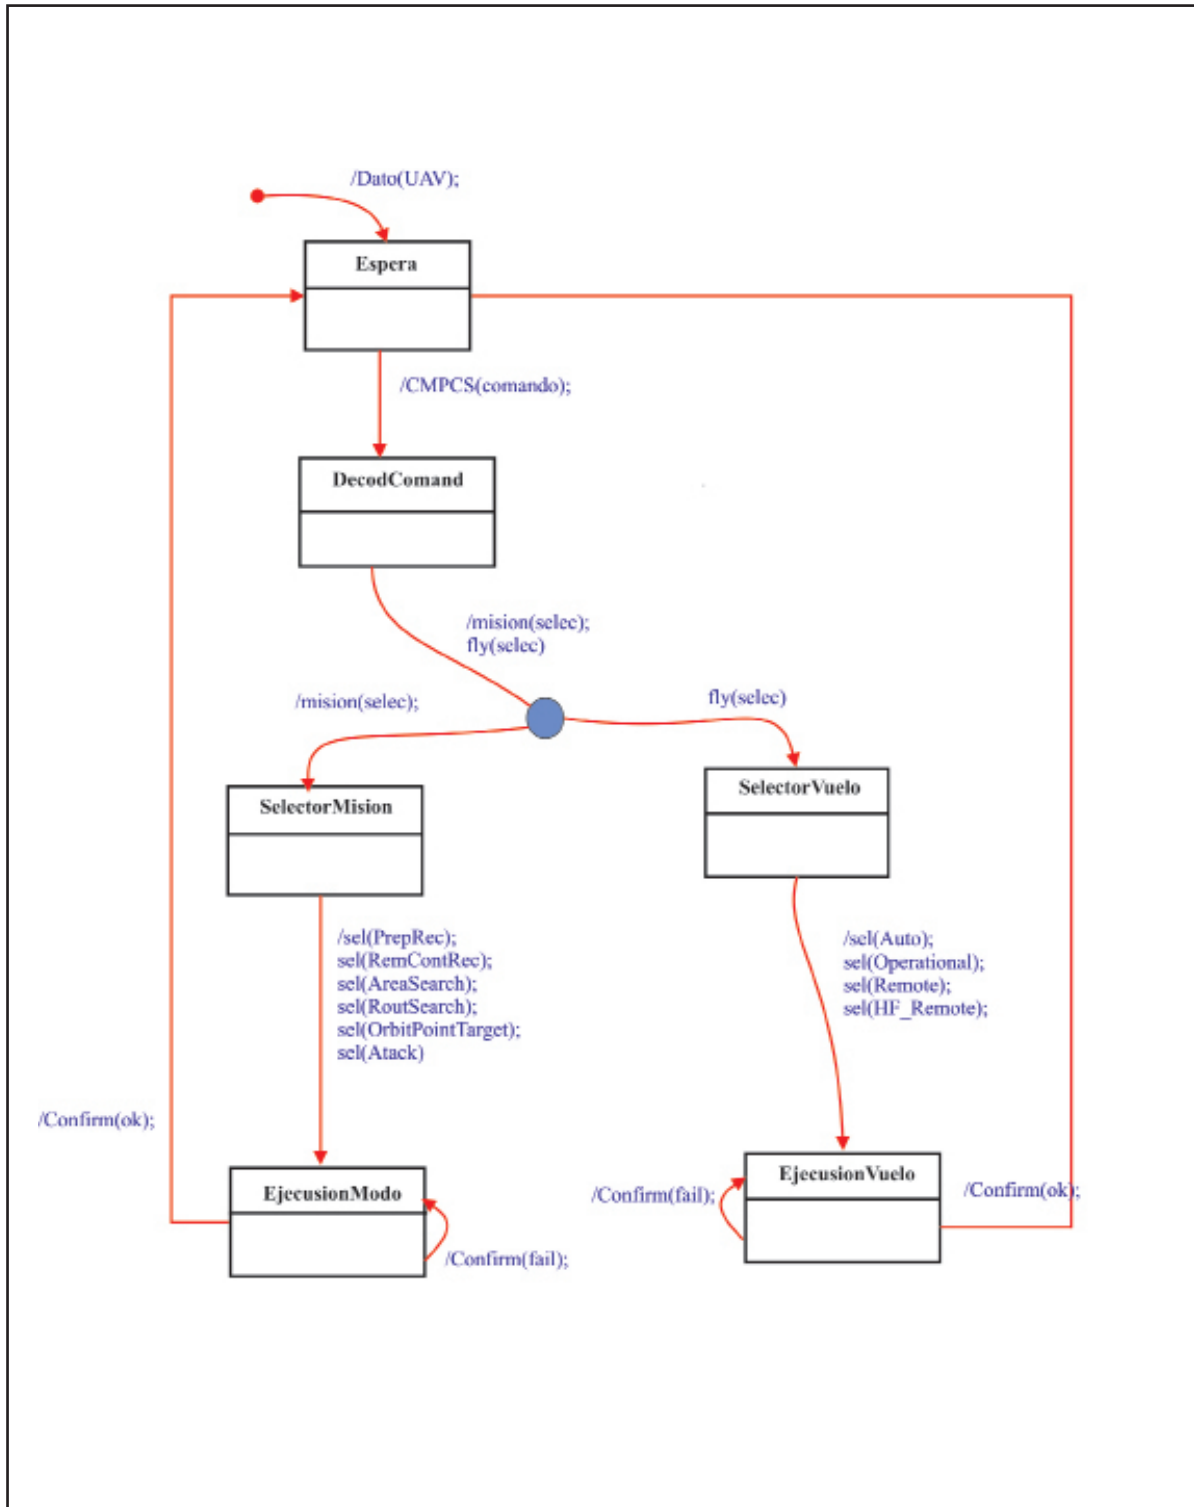 /Dato(UAV);
Espera
/CMPCS(comando);
DecodComand
/mision(selec);
fly(selec)
/mision(selec);
fly(selec)
SelectorMision
SelectorVuelo
/sel(PrepRec);
sel(RemContRec);
sel(AreaSearch);
sel(RoutSearch);
sel(OrbitPointTarget);
sel(Atack)
/sel(Auto);
sel(Operational);
sel(Remote);
sel(HF_Remote);
/Confirm(ok);
EjecusionModo
/Confirm(fail);
EjecusionVuelo
/Confirm(fail);
/Confirm(ok);